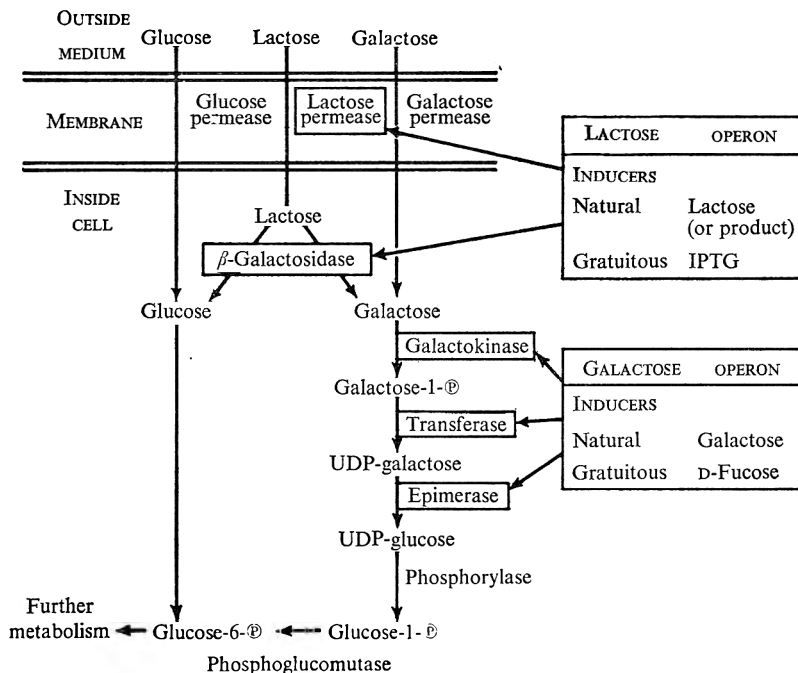 OUTSIDE
MEDIUM
Glucose
Lactose
Galactose
MEMBRANE
Glucose
permease
Lactose
permease
Galactose
permease
INSIDE
CELL
Lactose
β-Galactosidase
Glucose
Galactose
Galactokinase
Galactose-1-Ⓟ
Transferase
UDP-galactose
Epimerase
UDP-glucose
Phosphorylase
Further
metabolism
Glucose-6-Ⓟ
Glucose-1-Ⓟ
Phosphoglucomutase
LACTOSE OPERON
INDUCERS
Natural Lactose
(or product)
Gratuitous IPTG
GALACTOSE OPERON
INDUCERS
Natural Galactose
Gratuitous D-Fucose